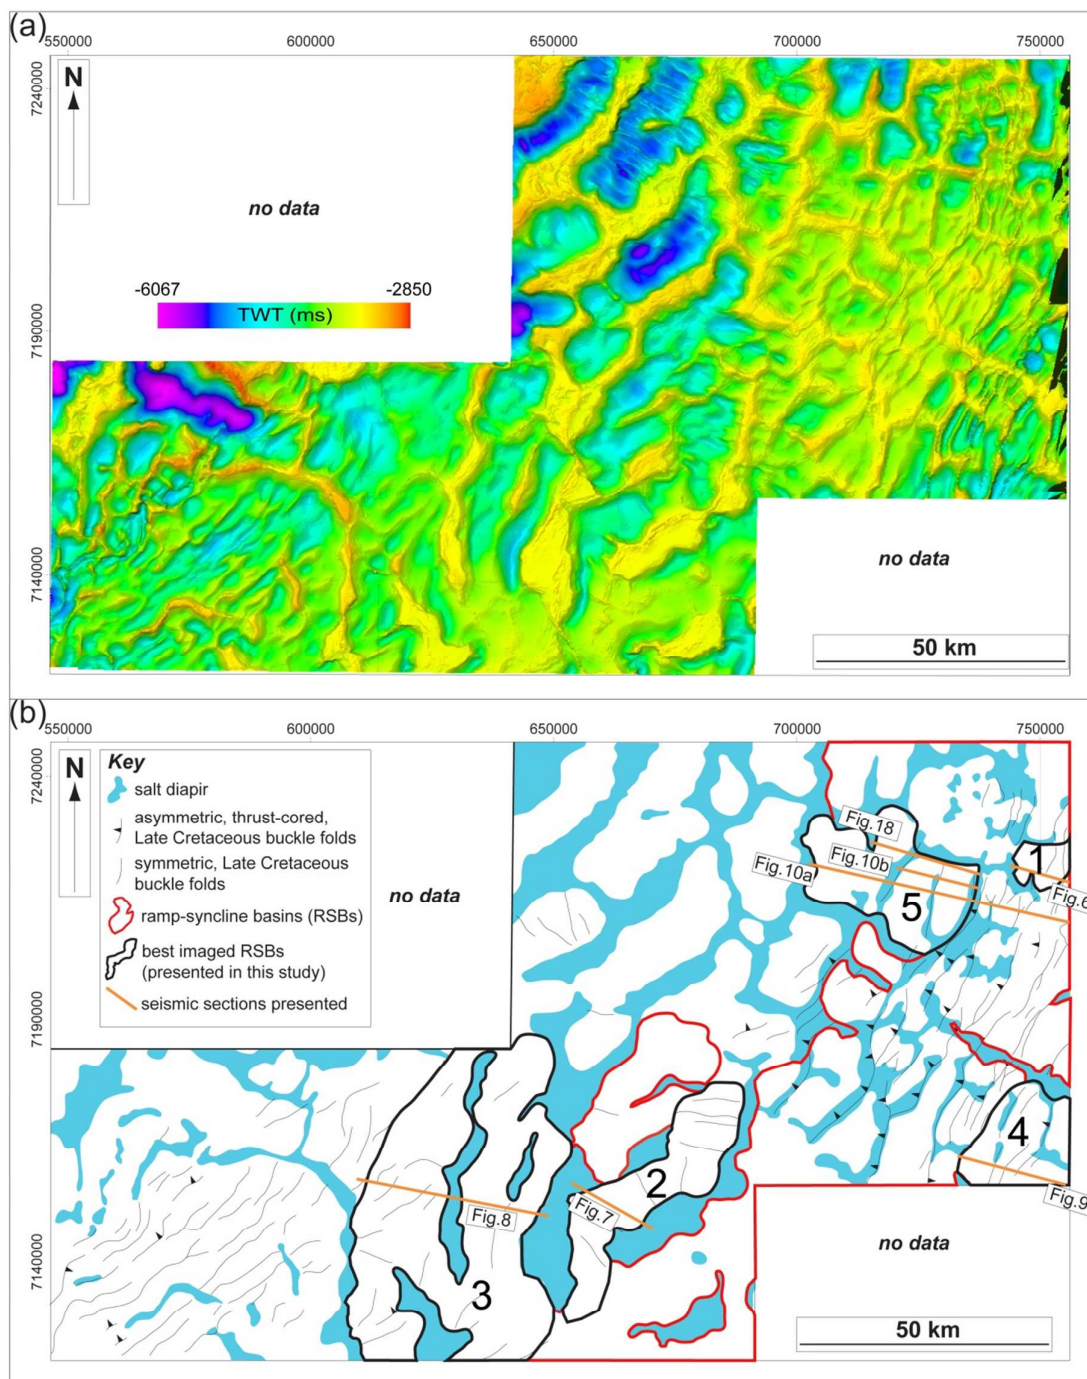 (a)
550000 600000 650000 700000 750000
7240000
N
no data
-6067 -2850
TWT (ms)
7190000
7140000
no data
50 km
(b)
550000 600000 650000 700000 750000
7240000
N
Key
salt diapir
asymmetric, thrust-cored,
Late Cretaceous buckle folds
symmetric, Late Cretaceous
buckle folds
ramp-syncline basins (RSBs)
best imaged RSBs
(presented in this study)
seismic sections presented
no data
Fig.18
Fig.10b
Fig.10a
1
Fig.6
5
7190000
4
Fig.9
2
Fig.7
Fig.8
3
7140000
no data
50 km